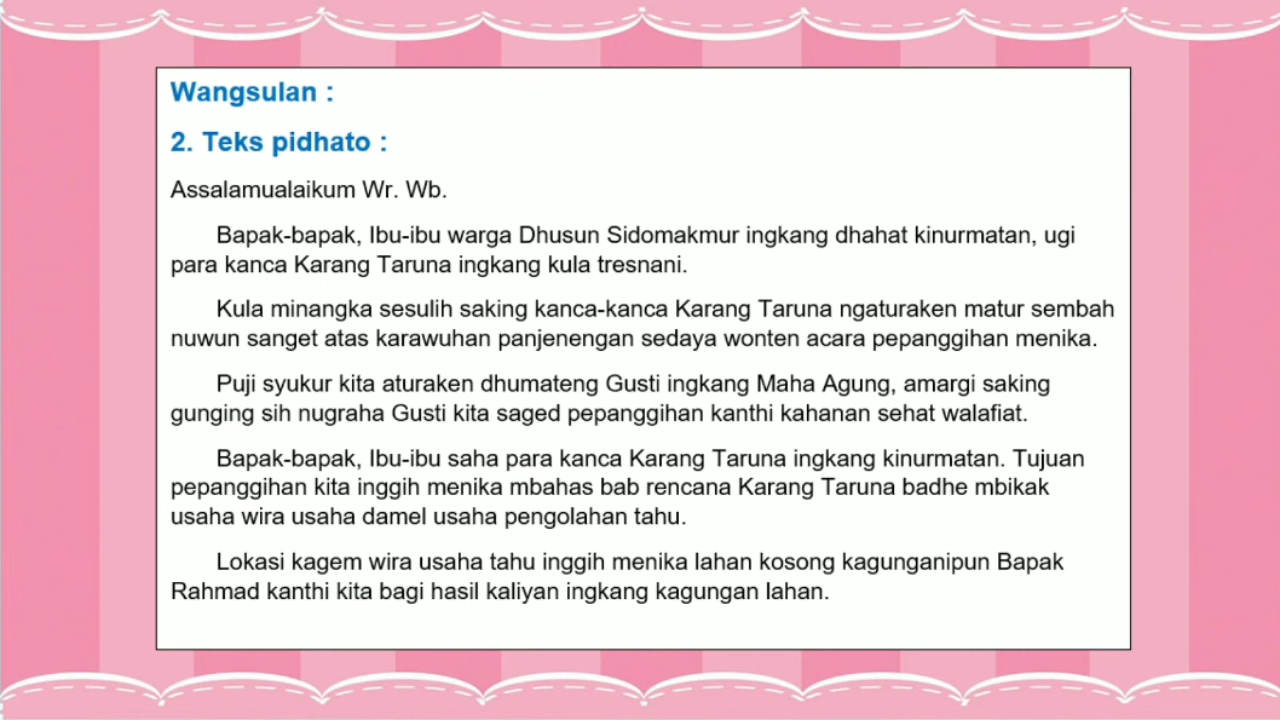 Wangsulan :
2. Teks pidhato :
Assalamualaikum Wr. Wb.
Bapak-bapak, Ibu-ibu warga Dhusun Sidomakmur ingkang dhahat kinurmatan, ugi
para kanca Karang Taruna ingkang kula tresnani.
Kula minangka sesulih saking kanca-kanca Karang Taruna ngaturaken matur sembah
nuwun sanget atas karawuhan panjenengan sedaya wonten acara pepanggihan menika.
Puji syukur kita aturaken dhumateng Gusti ingkang Maha Agung, amargi saking
gunging sih nugraha Gusti kita saged pepanggihan kanthi kahanan sehat walafiat.
Bapak-bapak, Ibu-ibu saha para kanca Karang Taruna ingkang kinurmatan. Tujuan
pepanggihan kita inggih menika mbahas bab rencana Karang Taruna badhe mbikak
usaha wira usaha damel usaha pengolahan tahu.
Lokasi kagem wira usaha tahu inggih menika lahan kosong kagunganipun Bapak
Rahmad kanthi kita bagi hasil kaliyan ingkang kagungan lahan.